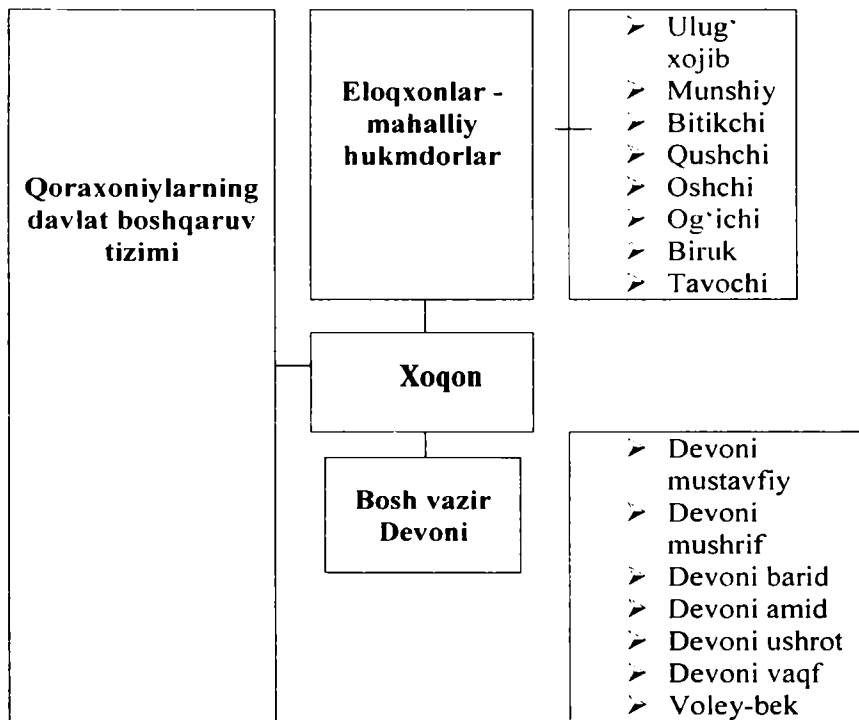 Qoraxoniylarning
davlat boshqaruv
tizimi
Eloqxonlar -
mahalliy
hukmdorlar
➢ Ulug‘
xojib
➢ Munshiy
➢ Bitikchi
➢ Qushchi
➢ Oshchi
➢ Og‘ichi
➢ Biruk
➢ Tavochi
Xoqon
Bosh vazir
Devoni
➢ Devoni
mustavfiy
➢ Devoni
mushrif
➢ Devoni barid
➢ Devoni amid
➢ Devoni ushrot
➢ Devoni vaqf
➢ Voley-bek